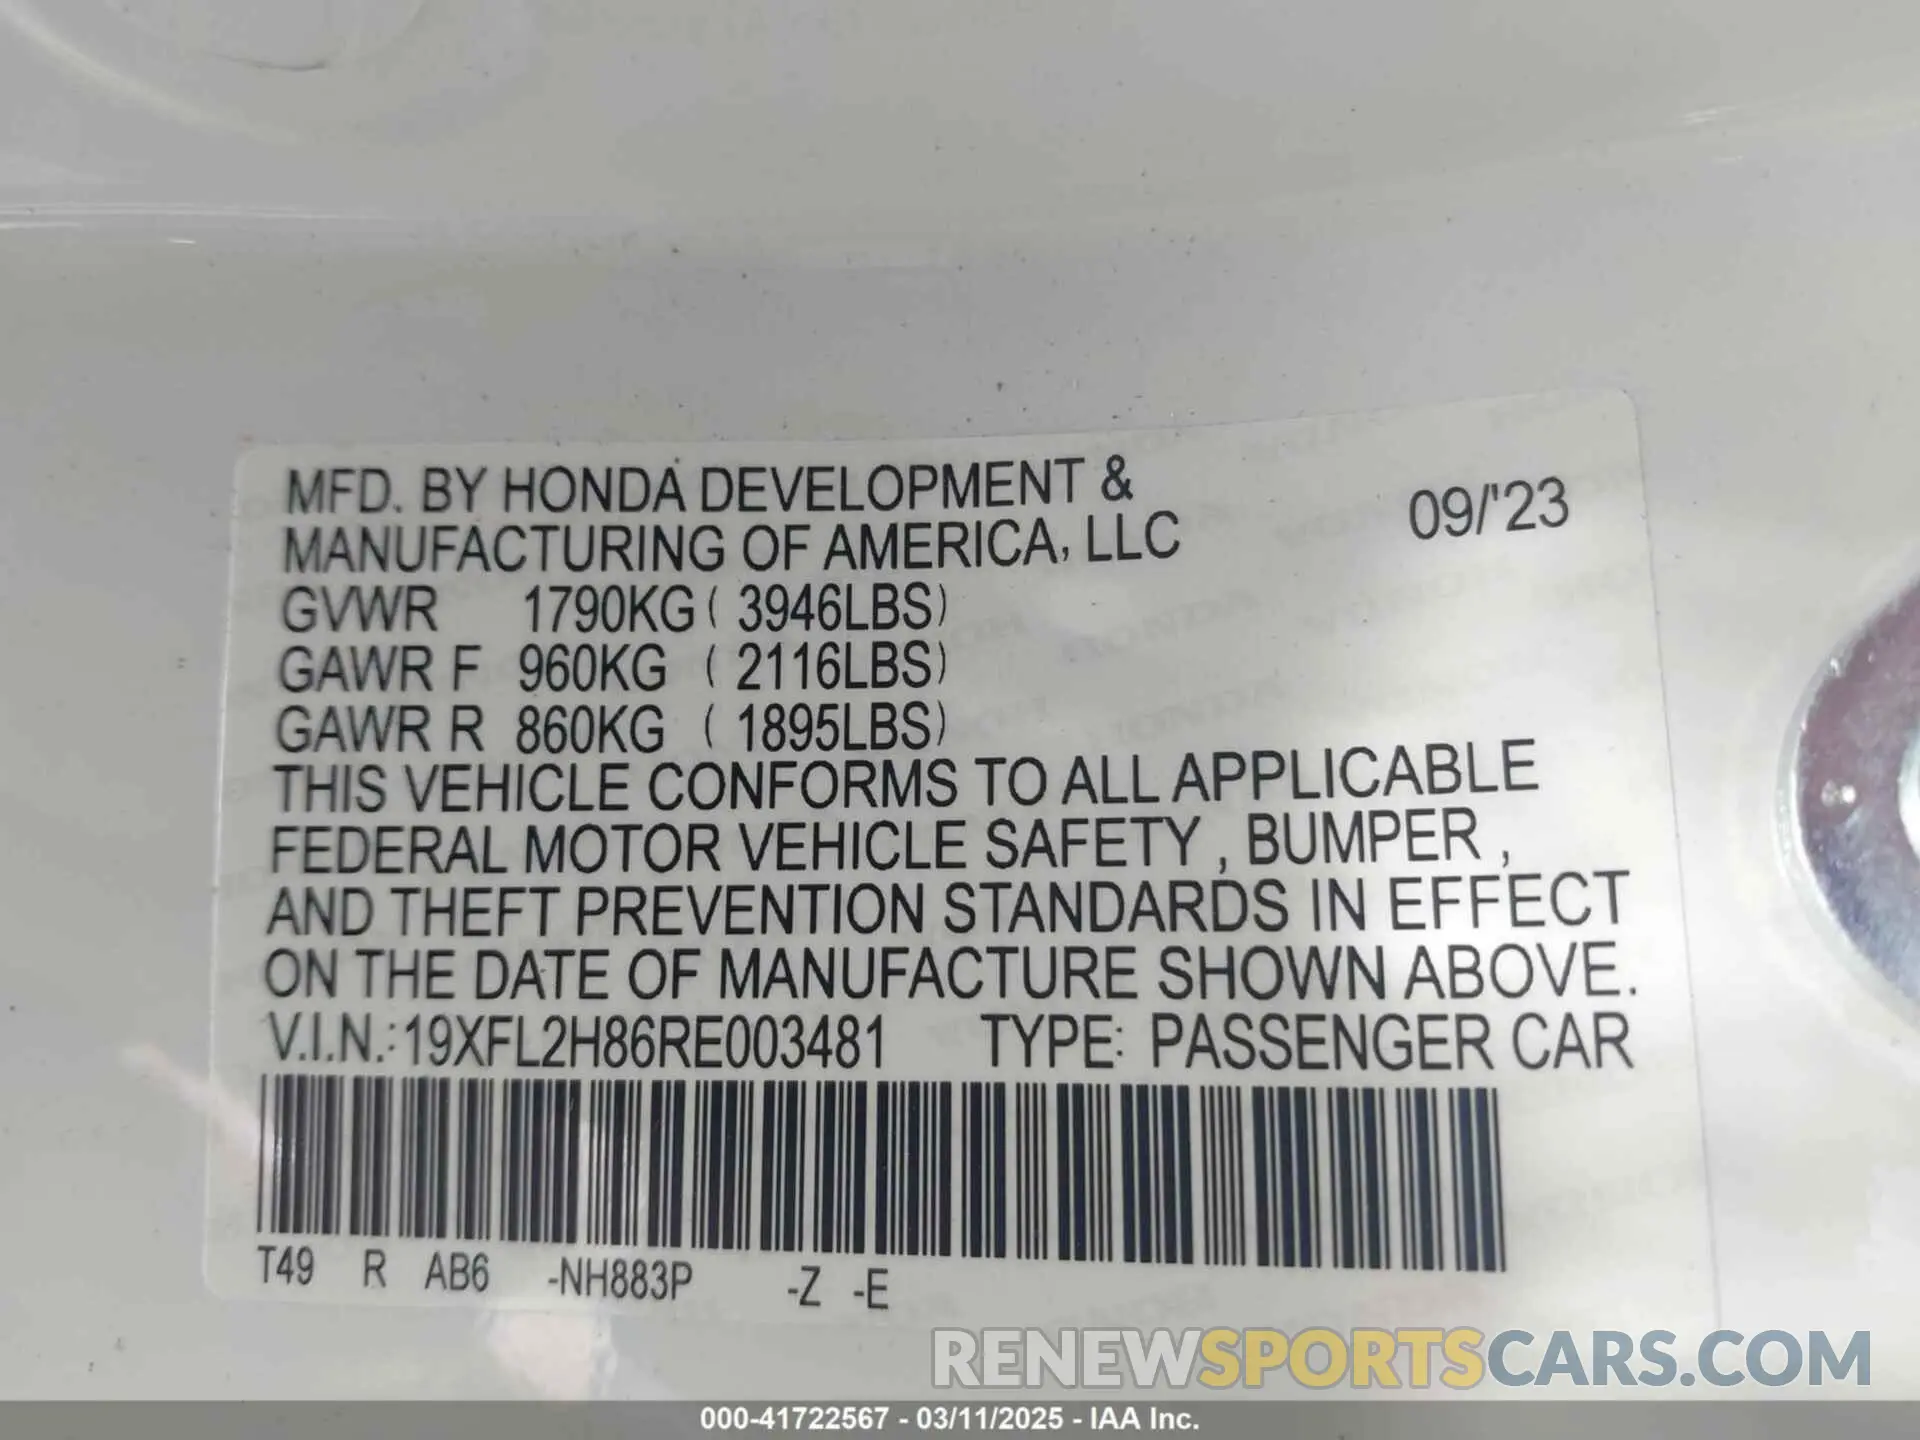 MFD. BY HONDA DEVELOPMENT &
MANUFACTURING OF AMERICA, LLC 09/'23
GVWR 1790KG ( 3946LBS)
GAWR F 960KG ( 2116LBS)
GAWR R 860KG ( 1895LBS)
THIS VEHICLE CONFORMS TO ALL APPLICABLE
FEDERAL MOTOR VEHICLE SAFETY , BUMPER ,
AND THEFT PREVENTION STANDARDS IN EFFECT
ON THE DATE OF MANUFACTURE SHOWN ABOVE.
V.I.N.: 19XFL2H86RE003481 TYPE: PASSENGER CAR
T49 R AB6 -NH883P -Z -E
RENEWSPORTSCARS.COM
000-41722567 - 03/11/2025 - IAA Inc.